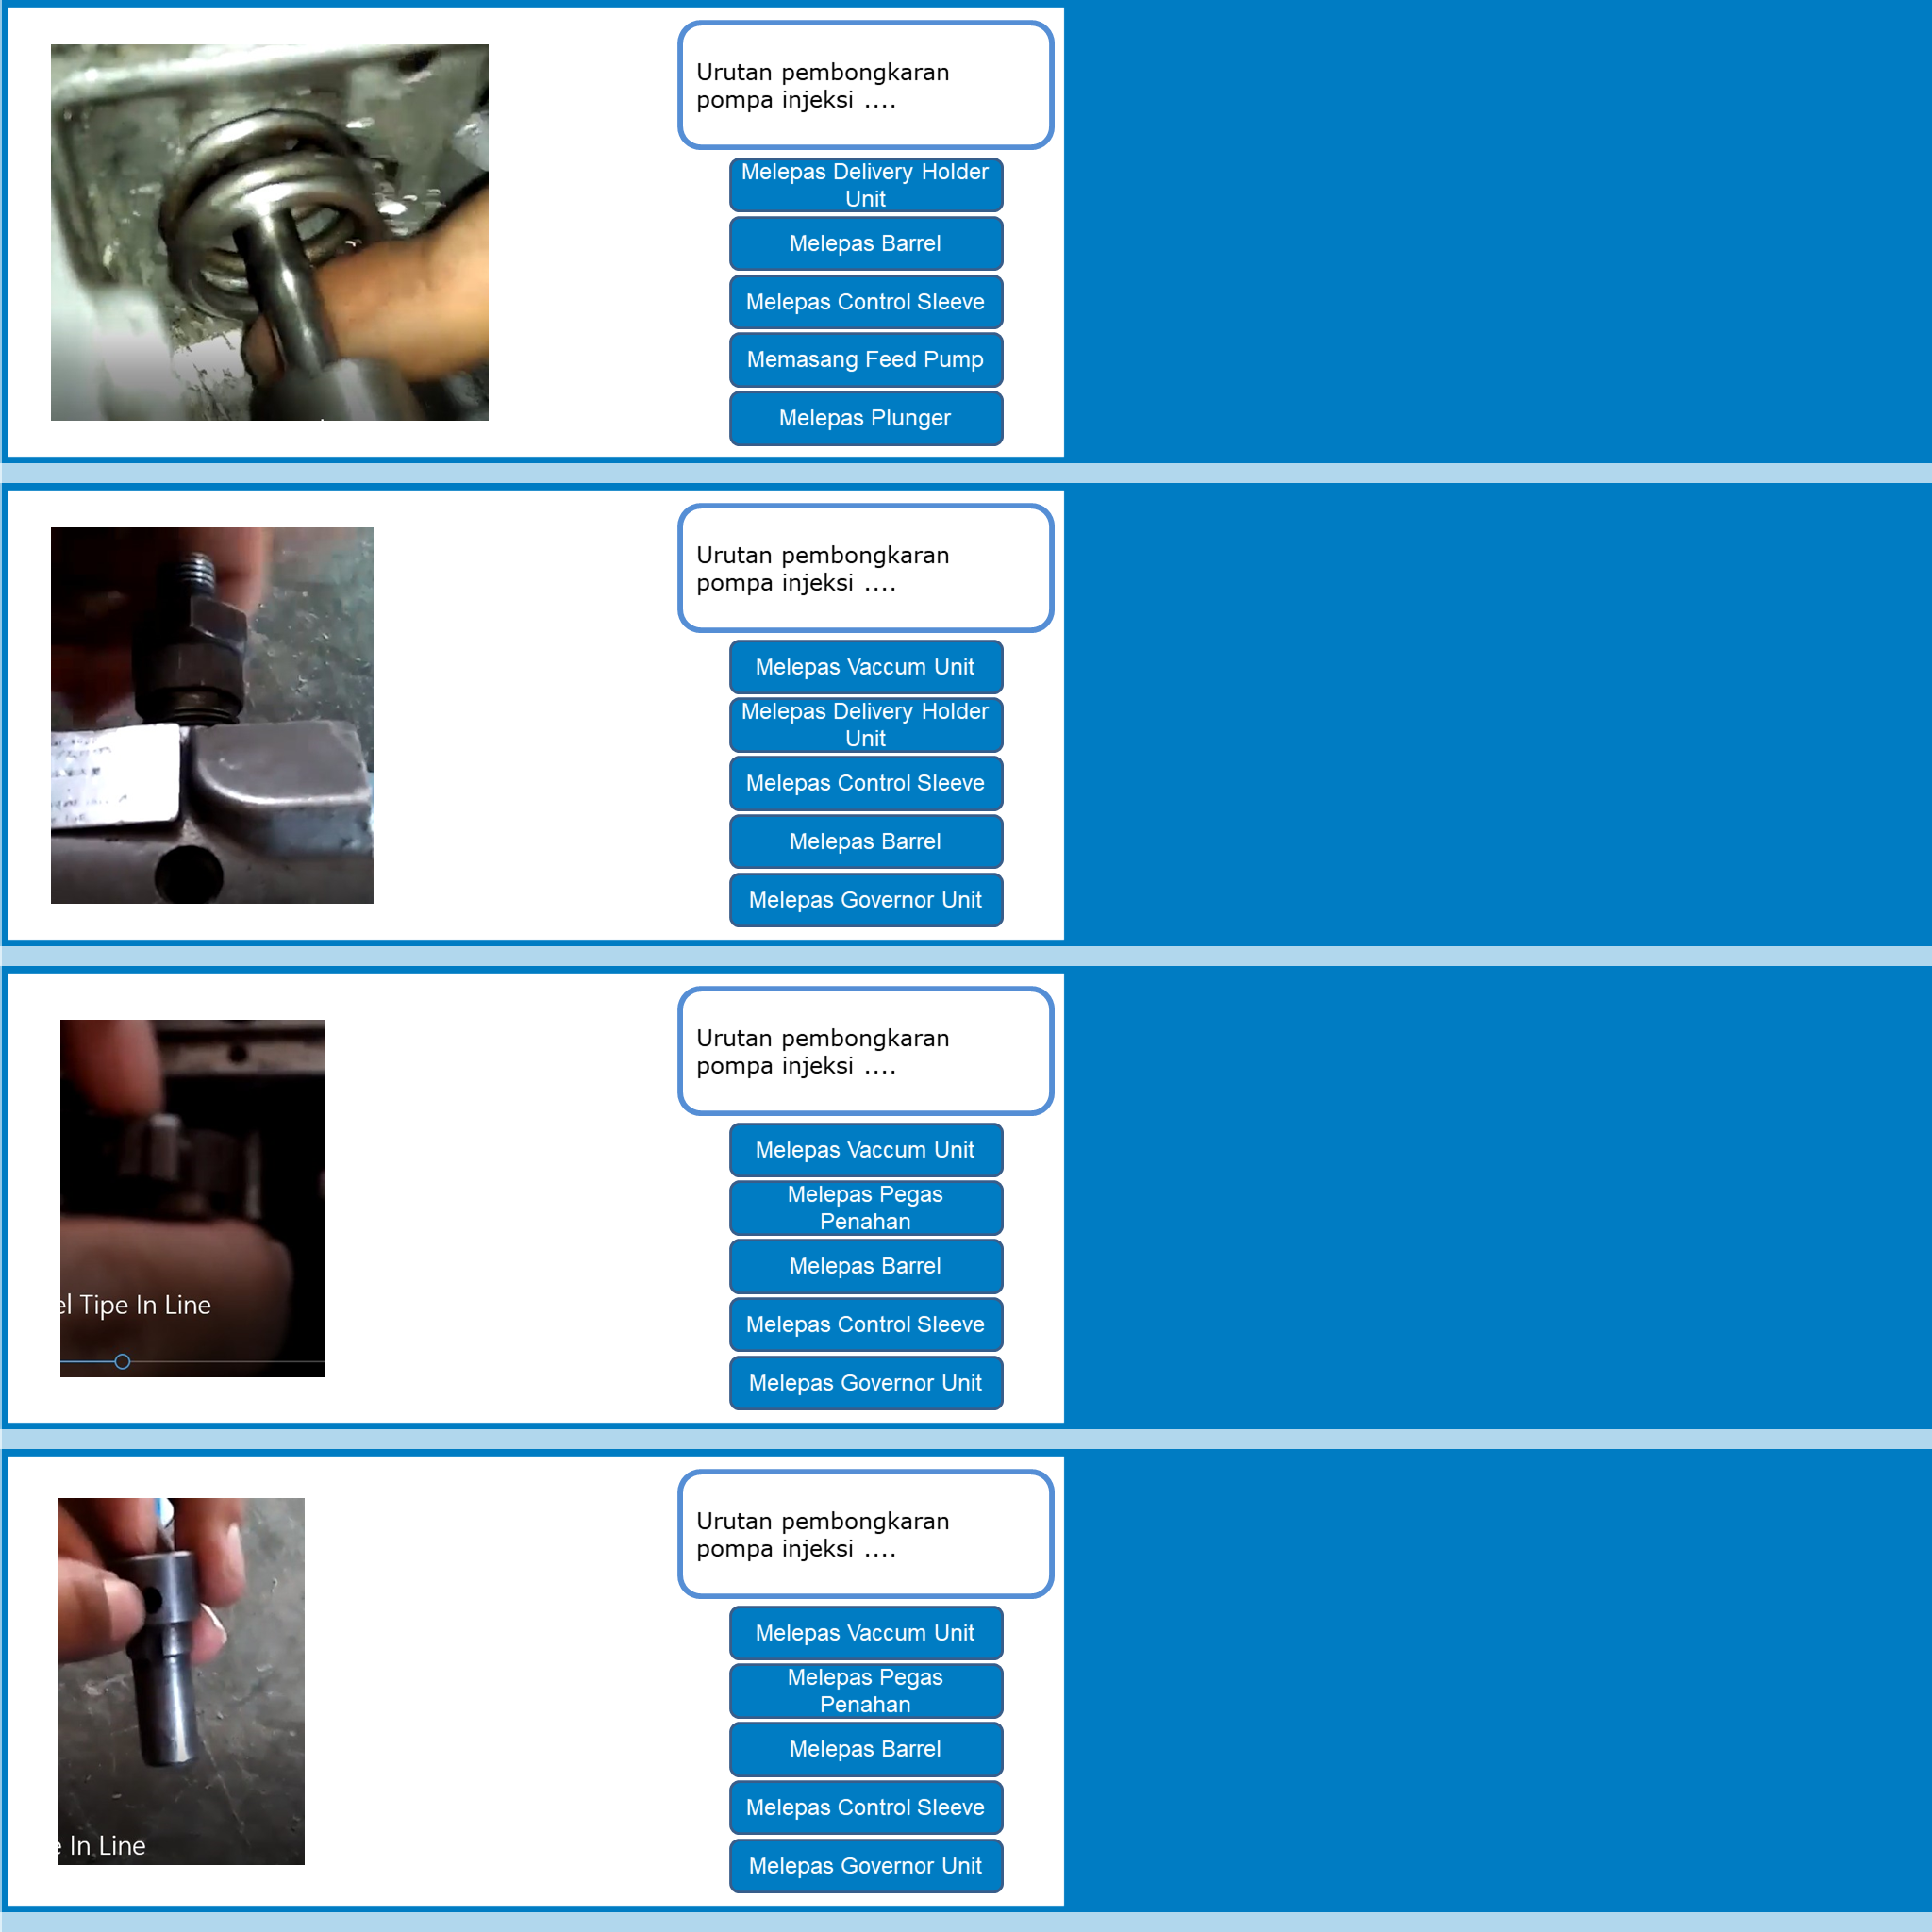 Urutan pembongkaran
pompa injeksi ....
Melepas Delivery Holder
Unit
Melepas Barrel
Melepas Control Sleeve
Memasang Feed Pump
Melepas Plunger
Urutan pembongkaran
pompa injeksi ....
Melepas Vaccum Unit
Melepas Delivery Holder
Unit
Melepas Control Sleeve
Melepas Barrel
Melepas Governor Unit
Urutan pembongkaran
pompa injeksi ....
el Tipe In Line
Melepas Vaccum Unit
Melepas Pegas
Penahan
Melepas Barrel
Melepas Control Sleeve
Melepas Governor Unit
Urutan pembongkaran
pompa injeksi ....
e In Line
Melepas Vaccum Unit
Melepas Pegas
Penahan
Melepas Barrel
Melepas Control Sleeve
Melepas Governor Unit